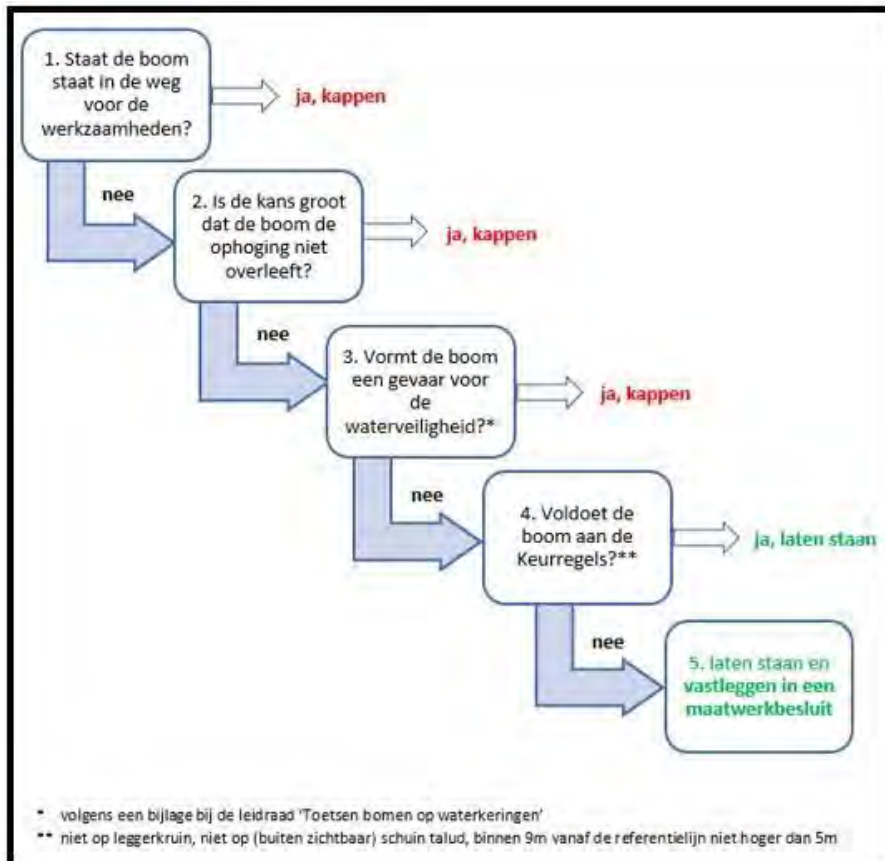 1. Staat de boom
staat in de weg
voor de
werkzaamheden?
ja, kappen
nee
2. Is de kans groot
dat de boom de
ophoging niet
overleeft?
ja, kappen
nee
3. Vormt de boom
een gevaar voor
de
waterveiligheid?*
ja, kappen
nee
4. Voldoet de
boom aan de
Keurregels?**
ja, laten staan
nee
5. laten staan en
vastleggen in een
maatwerkbesluit
* volgens een bijlage bij de leidraad 'Toetsen bomen op waterkeringen'
** niet op leggerkruin, niet op (buiten zichtbaar) schuin talud, binnen 9m vanaf de referentielijn niet hoger dan 5m